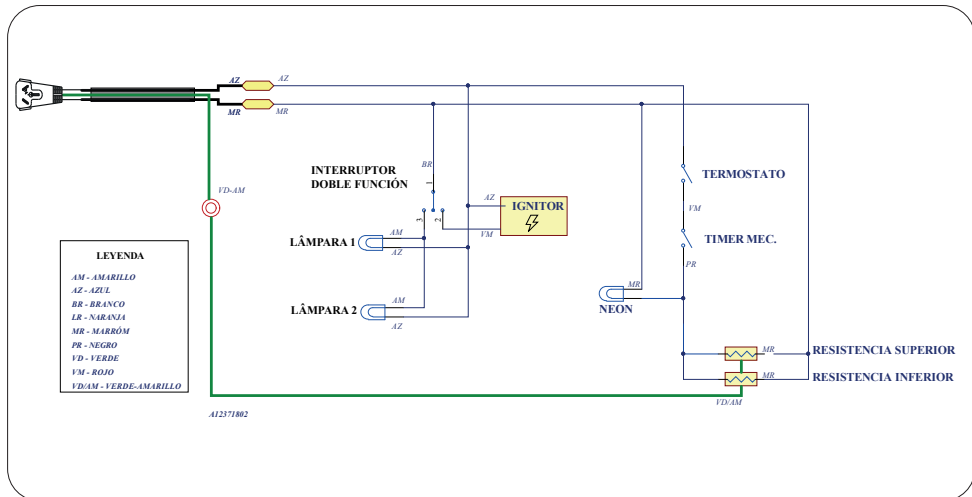 AZ
AZ
MR
MR
BR
INTERRUPTOR
DOBLE FUNCIÓN
1
3
2
AZ
IGNITOR
VM
TERMOSTATO
VM
TIMER MEC.
PR
VD-AM
LÂMPARA 1
AM
AZ
LÂMPARA 2
AM
AZ
MR
NEON
MR
RESISTENCIA SUPERIOR
MR
RESISTENCIA INFERIOR
VD/AM
LEYENDA
AM - AMARILLO
AZ - AZUL
BR - BRANCO
LR - NARANJA
MR - MARRÓM
PR - NEGRO
VD - VERDE
VM - ROJO
VD/AM - VERDE-AMARILLO
A12371802